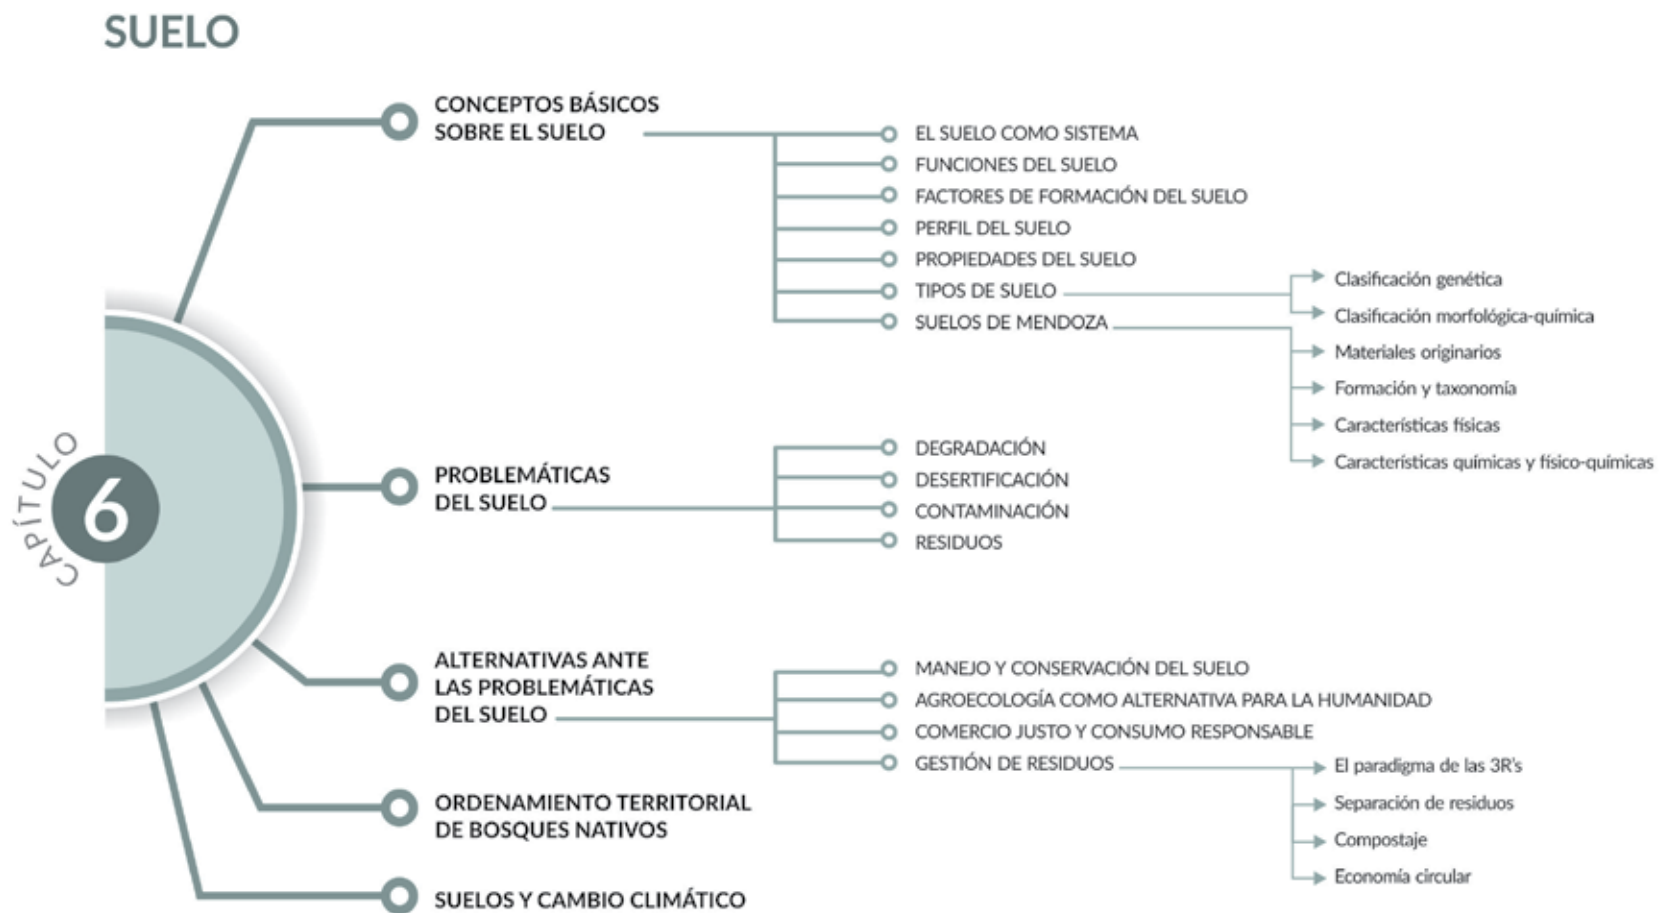 SUELO
CAPÍTULO
6
CONCEPTOS BÁSICOS
SOBRE EL SUELO
EL SUELO COMO SISTEMA
FUNCIONES DEL SUELO
FACTORES DE FORMACIÓN DEL SUELO
PERFIL DEL SUELO
PROPIEDADES DEL SUELO
TIPOS DE SUELO
Clasificación genética
Clasificación morfológica-química
SUELOS DE MENDOZA
Materiales originarios
Formación y taxonomía
Características físicas
Características químicas y físico-químicas
PROBLEMÁTICAS
DEL SUELO
DEGRADACIÓN
DESERTIFICACIÓN
CONTAMINACIÓN
RESIDUOS
ALTERNATIVAS ANTE
LAS PROBLEMÁTICAS
DEL SUELO
MANEJO Y CONSERVACIÓN DEL SUELO
AGROECOLOGÍA COMO ALTERNATIVA PARA LA HUMANIDAD
COMERCIO JUSTO Y CONSUMO RESPONSABLE
GESTIÓN DE RESIDUOS
El paradigma de las 3R's
Separación de residuos
Compostaje
Economía circular
ORDENAMIENTO TERRITORIAL
DE BOSQUES NATIVOS
SUELOS Y CAMBIO CLIMÁTICO